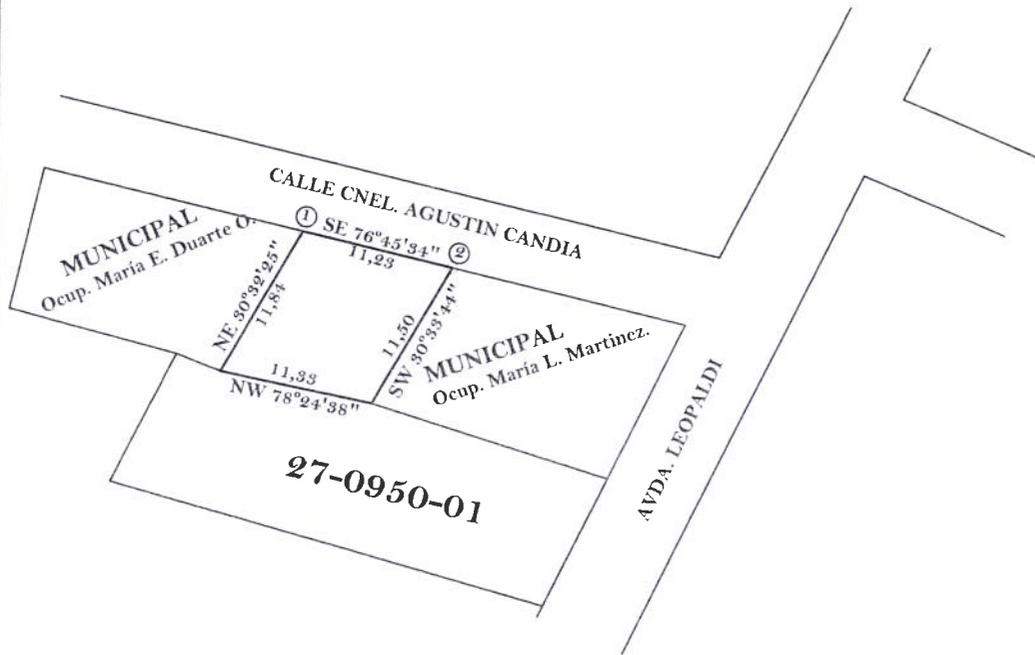 CALLE CNEL. AGUSTIN CANDIA
MUNICIPAL
Ocup. María E. Duarte O.
①
SE 76°45'34"
②
11,23
NE 30°32'25"
11,84
11,50
SW 30°33'44"
MUNICIPAL
Ocup. María L. Martinez.
11,33
NW 78°24'38"
27-0950-01
AVDA. LEOPALDI